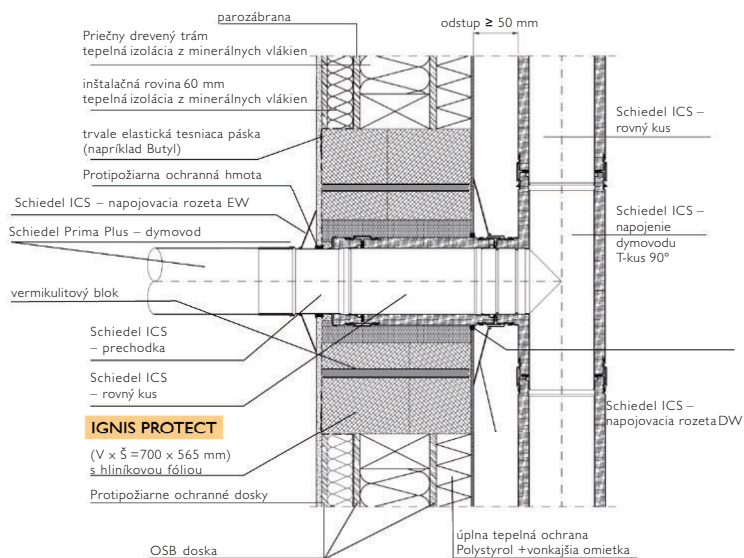 parozábrana
odstup ≥ 50 mm
Priečny drevený trám
tepelná izolácia z minerálnych vlákien
inštalačná rovina 60 mm
tepelná izolácia z minerálnych vlákien
trvale elastická tesniaca páska
(napríklad Butyl)
Protipožiarna ochranná hmota
Schiedel ICS – napojovacia rozeta EW
Schiedel Prima Plus – dymovod
vermikulitový blok
Schiedel ICS
– prechodka
Schiedel ICS
– rovný kus
IGNIS PROTECT
(V x Š =700 x 565 mm)
s hliníkovou fóliou
Protipožiarne ochranné dosky
OSB doska
Schiedel ICS –
rovný kus
Schiedel ICS –
napojenie
dymovodu
T-kus 90°
Schiedel ICS –
napojovacia rozeta DW
úplna tepelná ochrana
Polystyrol +vonkajšia omietka